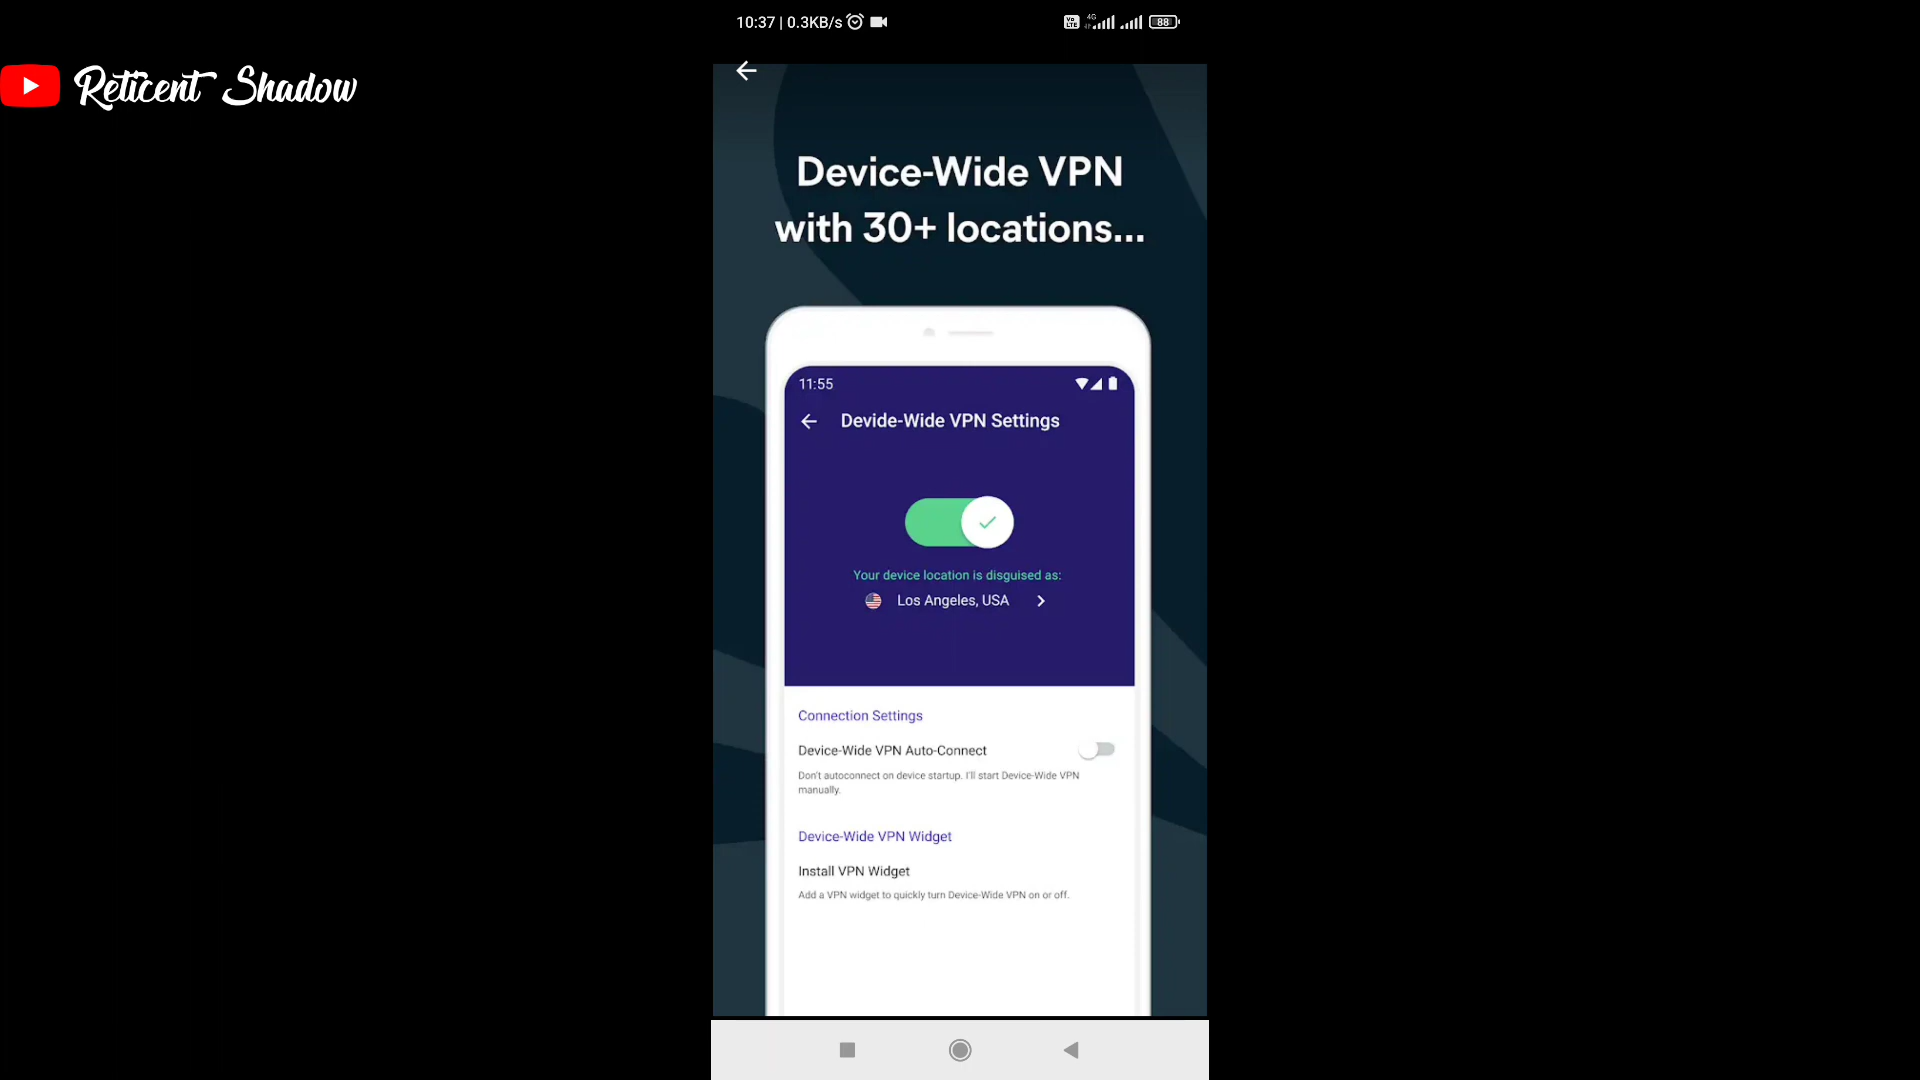 10:37 | 0.3KB/s
Vo LTE 4G 88
Reticent Shadow
Device-Wide VPN
with 30+ locations...
11:55
Devide-Wide VPN Settings
Your device location is disguised as:
Los Angeles, USA
Connection Settings
Device-Wide VPN Auto-Connect
Don't autoconnect on device startup. I'll start Device-Wide VPN
manually.
Device-Wide VPN Widget
Install VPN Widget
Add a VPN widget to quickly turn Device-Wide VPN on or off.